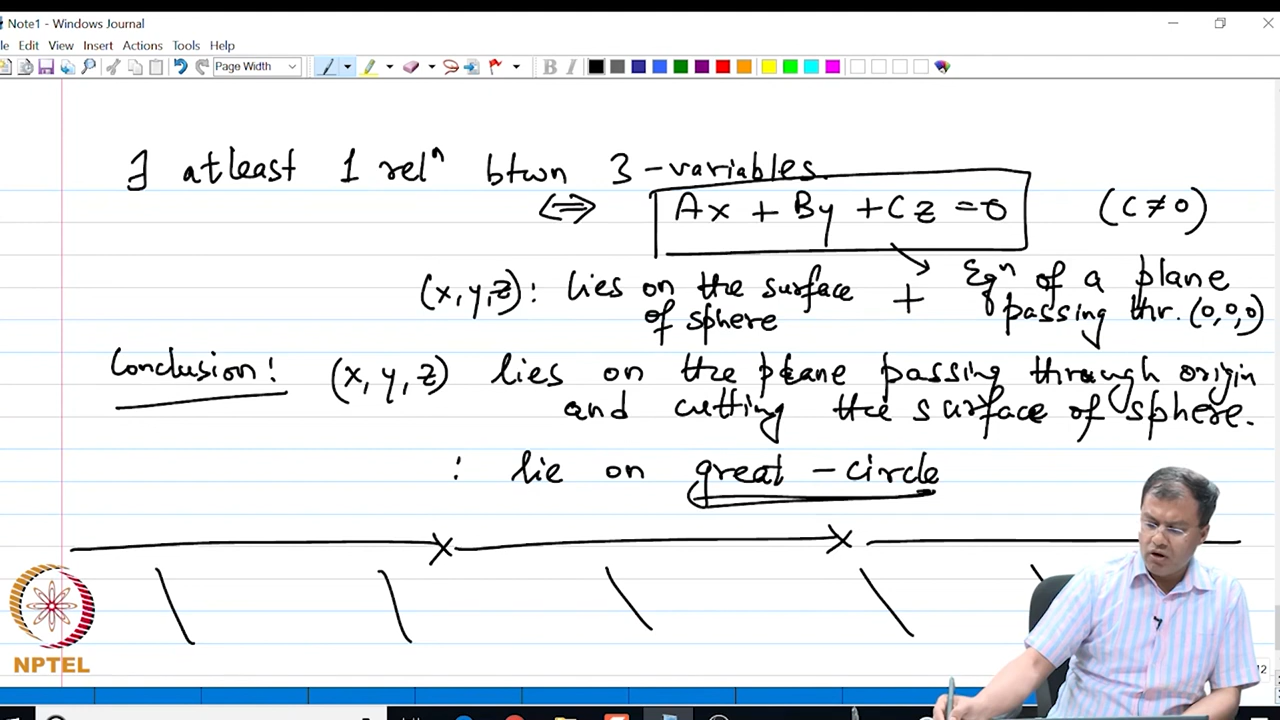 Note1 - Windows Journal
le Edit View Insert Actions Tools Help
Page Width
B I
∃ atleast 1 relⁿ btwn 3-variables.
⟺ Ax + By + Cz = 0 (C ≠ 0)
(x, y, z): lies on the surface + Eqⁿ of a plane
of sphere passing thr. (0,0,0)
Conclusion: (x, y, z) lies on the plane passing through origin
and cutting the surface of sphere.
: lie on great-circle
NPTEL
12